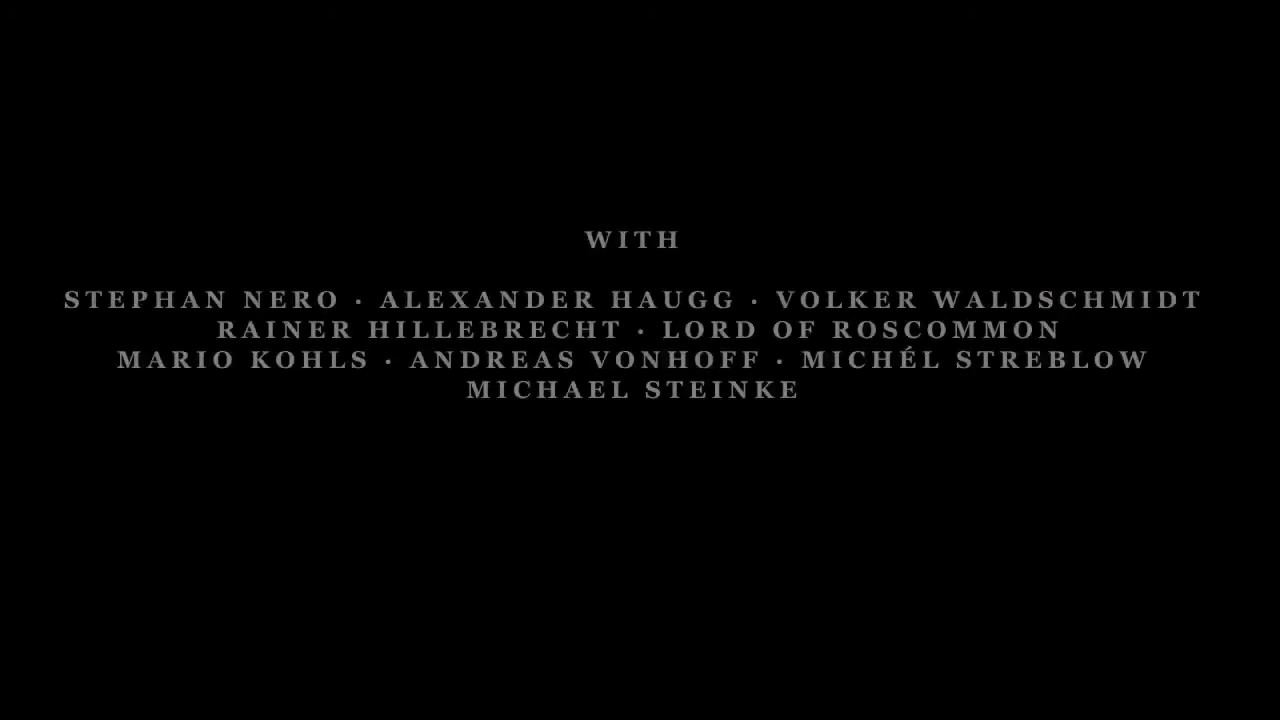 WITH
STEPHAN NERO · ALEXANDER HAUGG · VOLKER WALDSCHMIDT
RAINER HILLEBRECHT · LORD OF ROSCOMMON
MARIO KOHLS · ANDREAS VONHOFF · MICHÉL STREBLOW
MICHAEL STEINKE